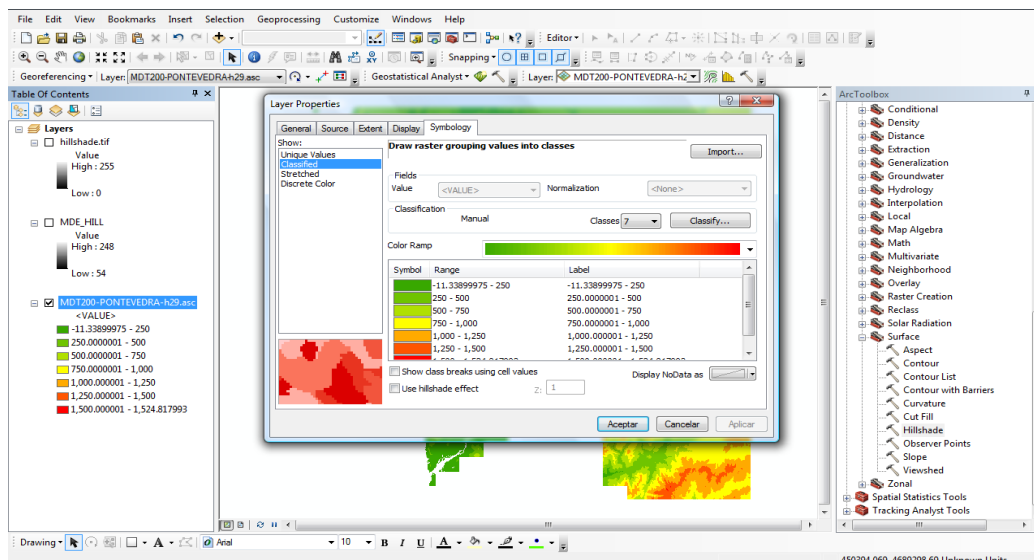 File Edit View Bookmarks Insert Selection Geoprocessing Customize Windows Help
Editor
Snapping
Georeferencing Layer: MDT200-PONTEVEDRA-h29.asc Geostatistical Analyst Layer: MDT200-PONTEVEDRA-h2
Table Of Contents
Layers
hillshade.tif
Value
High : 255
Low : 0
MDE_HILL
Value
High : 248
Low : 54
MDT200-PONTEVEDRA-h29.asc
<VALUE>
-11.33899975 - 250
250.0000001 - 500
500.0000001 - 750
750.0000001 - 1,000
1,000.000001 - 1,250
1,250.000001 - 1,500
1,500.000001 - 1,524.817993
Layer Properties
General Source Extent Display Symbology
Show:
Unique Values
Classified
Stretched
Discrete Color
Draw raster grouping values into classes
Import...
Fields
Value <VALUE> Normalization <None>
Classification
Manual Classes 7 Classify...
Color Ramp
Symbol Range Label
-11.33899975 - 250 -11.33899975 - 250
250 - 500 250.0000001 - 500
500 - 750 500.0000001 - 750
750 - 1,000 750.0000001 - 1,000
1,000 - 1,250 1,000.000001 - 1,250
1,250 - 1,500 1,250.000001 - 1,500
Show class breaks using cell values
Display NoData as
Use hillshade effect Z: 1
Aceptar Cancelar Aplicar
ArcToolbox
Conditional
Density
Distance
Extraction
Generalization
Groundwater
Hydrology
Interpolation
Local
Map Algebra
Math
Multivariate
Neighborhood
Overlay
Raster Creation
Reclass
Solar Radiation
Surface
Aspect
Contour
Contour List
Contour with Barriers
Curvature
Cut Fill
Hillshade
Observer Points
Slope
Viewshed
Zonal
Spatial Statistics Tools
Tracking Analyst Tools
Drawing A Arial 10 B I U A